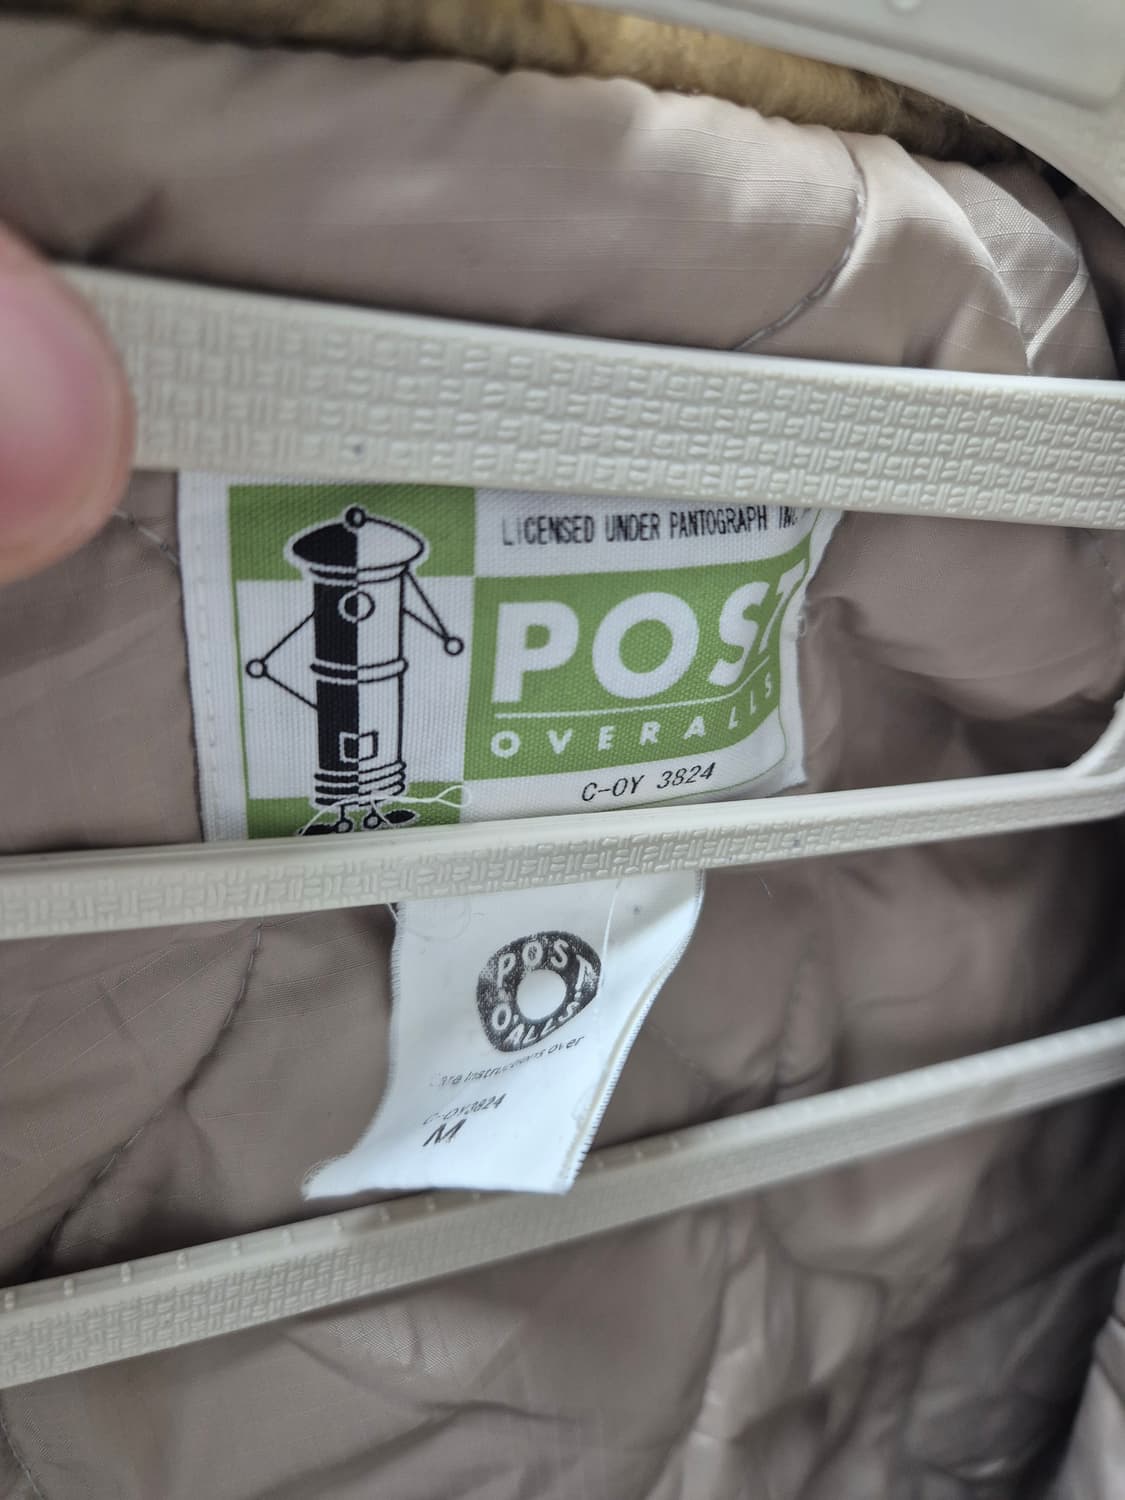 LICENSED UNDER PANTOGRAPH INC.
POST
OVERALLS
C-OY 3824
POST
O'ALLS
Care instructions over
C-OY3824
M